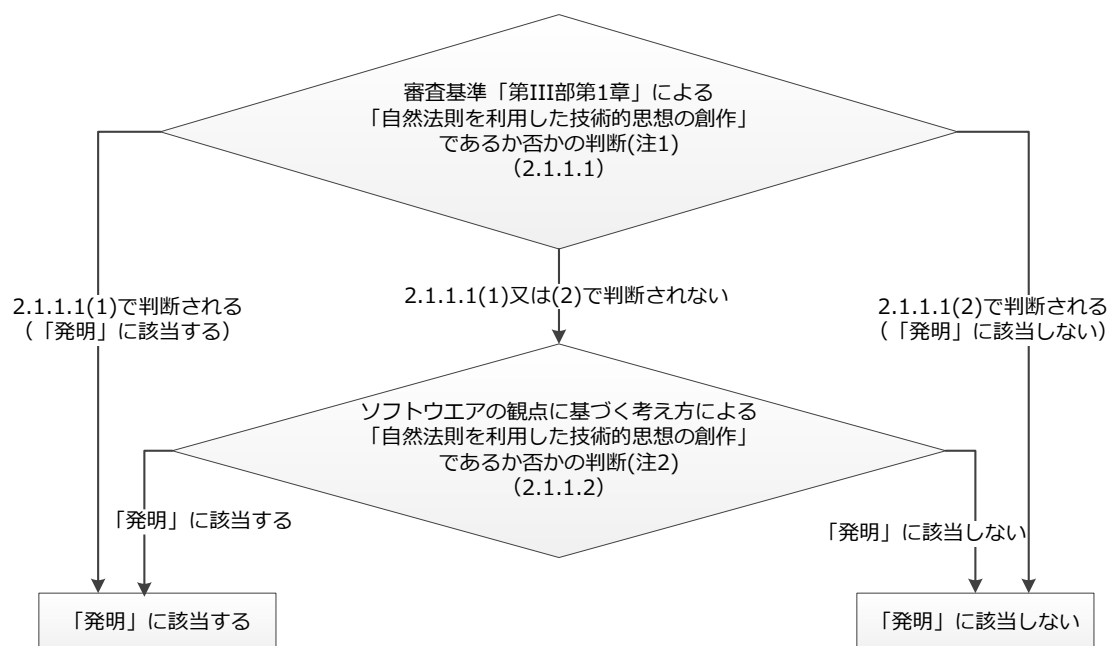 審査基準「第III部第1章」による
「自然法則を利用した技術的思想の創作」
であるか否かの判断(注1)
（2.1.1.1）
2.1.1.1(1)で判断される
（「発明」に該当する）
2.1.1.1(1)又は(2)で判断されない
2.1.1.1(2)で判断される
（「発明」に該当しない）
ソフトウエアの観点に基づく考え方による
「自然法則を利用した技術的思想の創作」
であるか否かの判断(注2)
（2.1.1.2）
「発明」に該当する
「発明」に該当しない
「発明」に該当する
「発明」に該当しない